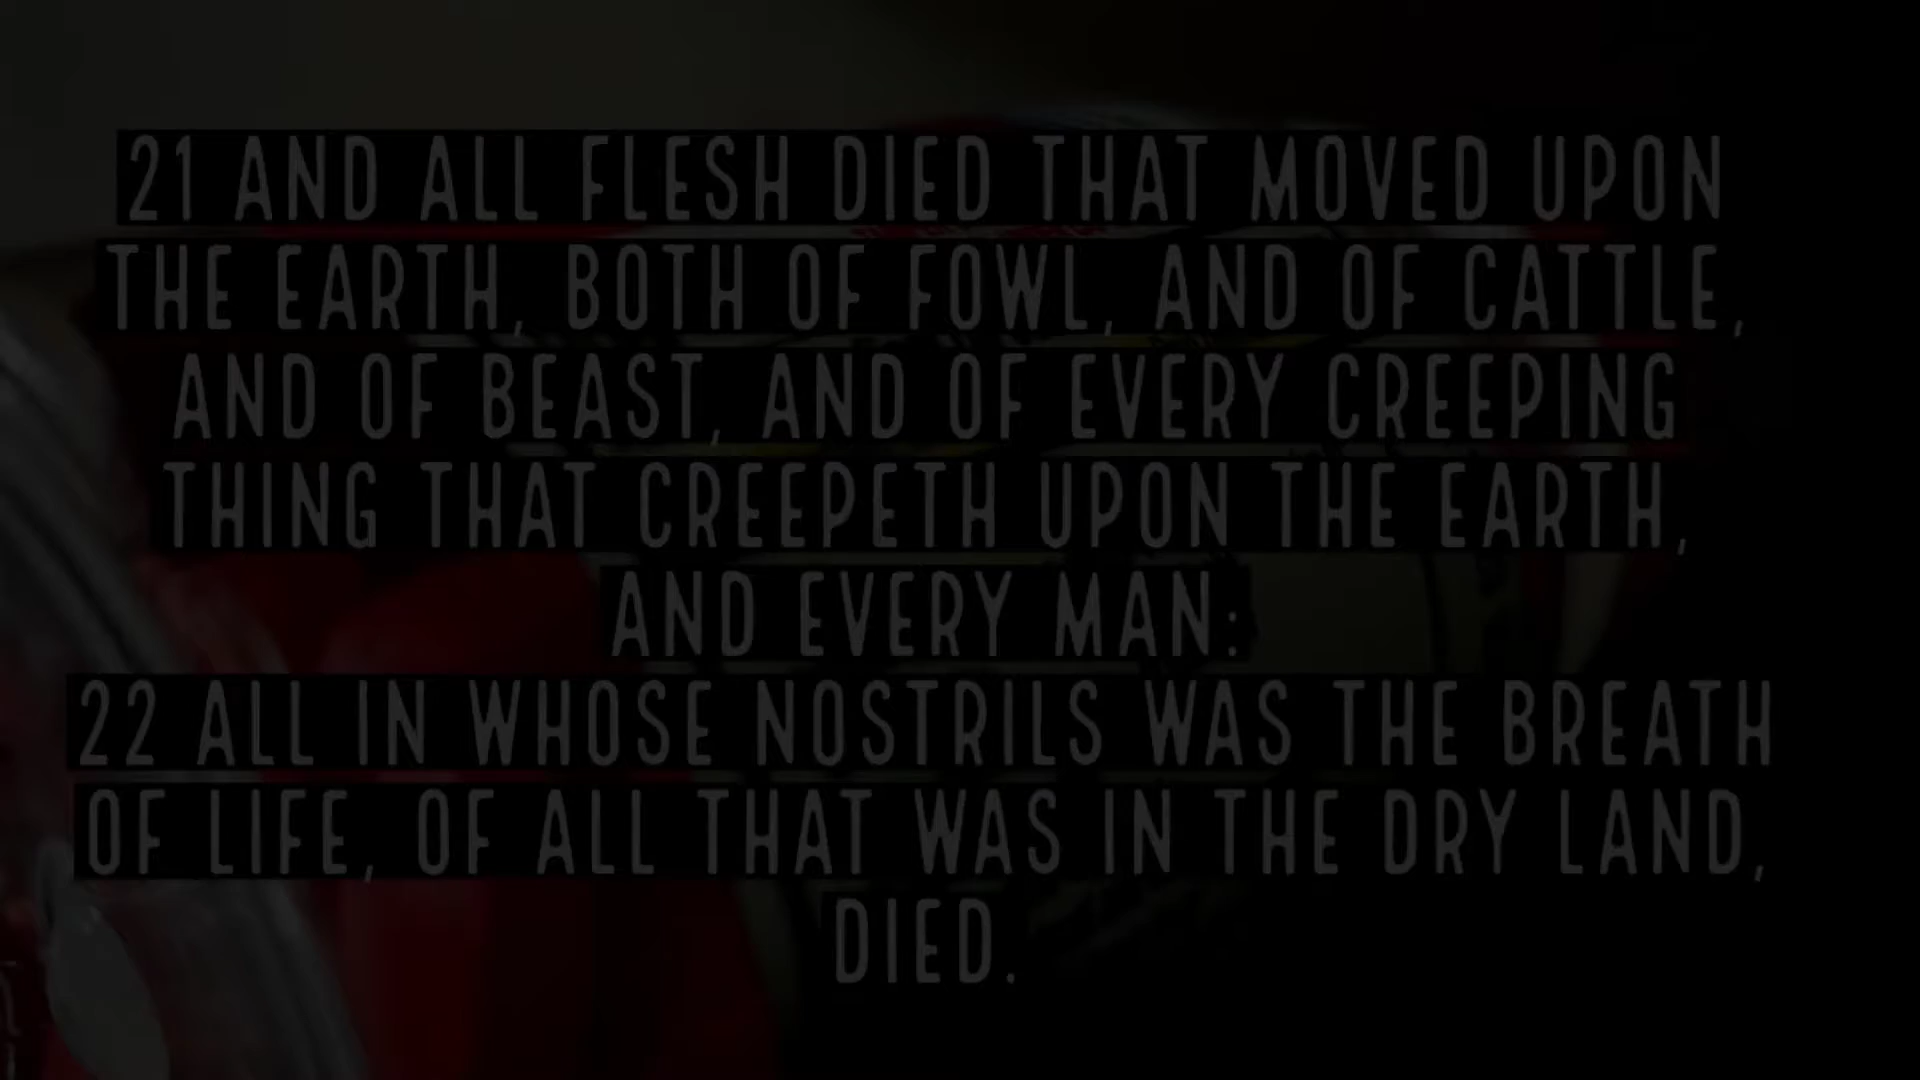 21 AND ALL FLESH DIED THAT MOVED UPON
THE EARTH, BOTH OF FOWL, AND OF CATTLE,
AND OF BEAST, AND OF EVERY CREEPING
THING THAT CREEPETH UPON THE EARTH,
AND EVERY MAN:
22 ALL IN WHOSE NOSTRILS WAS THE BREATH
OF LIFE, OF ALL THAT WAS IN THE DRY LAND,
DIED.